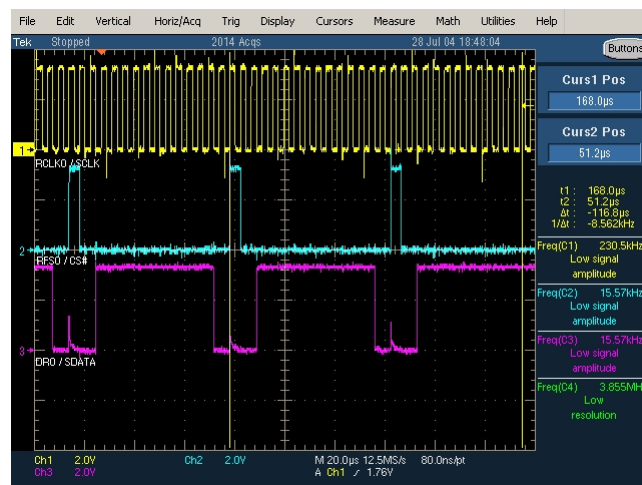 File Edit Vertical Horiz/Acq Trig Display Cursors Measure Math Utilities Help
Tek Stopped 2014 Acqs 28 Jul 04 18:48:04
Buttons
Curs1 Pos
168.0µs
Curs2 Pos
51.2µs
1
RCLK0 / SCLK
t1 : 168.0µs
t2 : 51.2µs
Δt : -116.8µs
1/Δt : -8.562kHz
2
RFS0 / CS#
Freq(C1) 230.5kHz
Low signal
amplitude
Freq(C2) 15.57kHz
Low signal
amplitude
3
DR0 / SDATA
Freq(C3) 15.57kHz
Low signal
amplitude
Freq(C4) 3.855MH
Low
resolution
Ch1 2.0V Ch2 2.0V M 20.0µs 12.5MS/s 80.0ns/pt
Ch3 2.0V A Ch1 ⁄ 1.76V